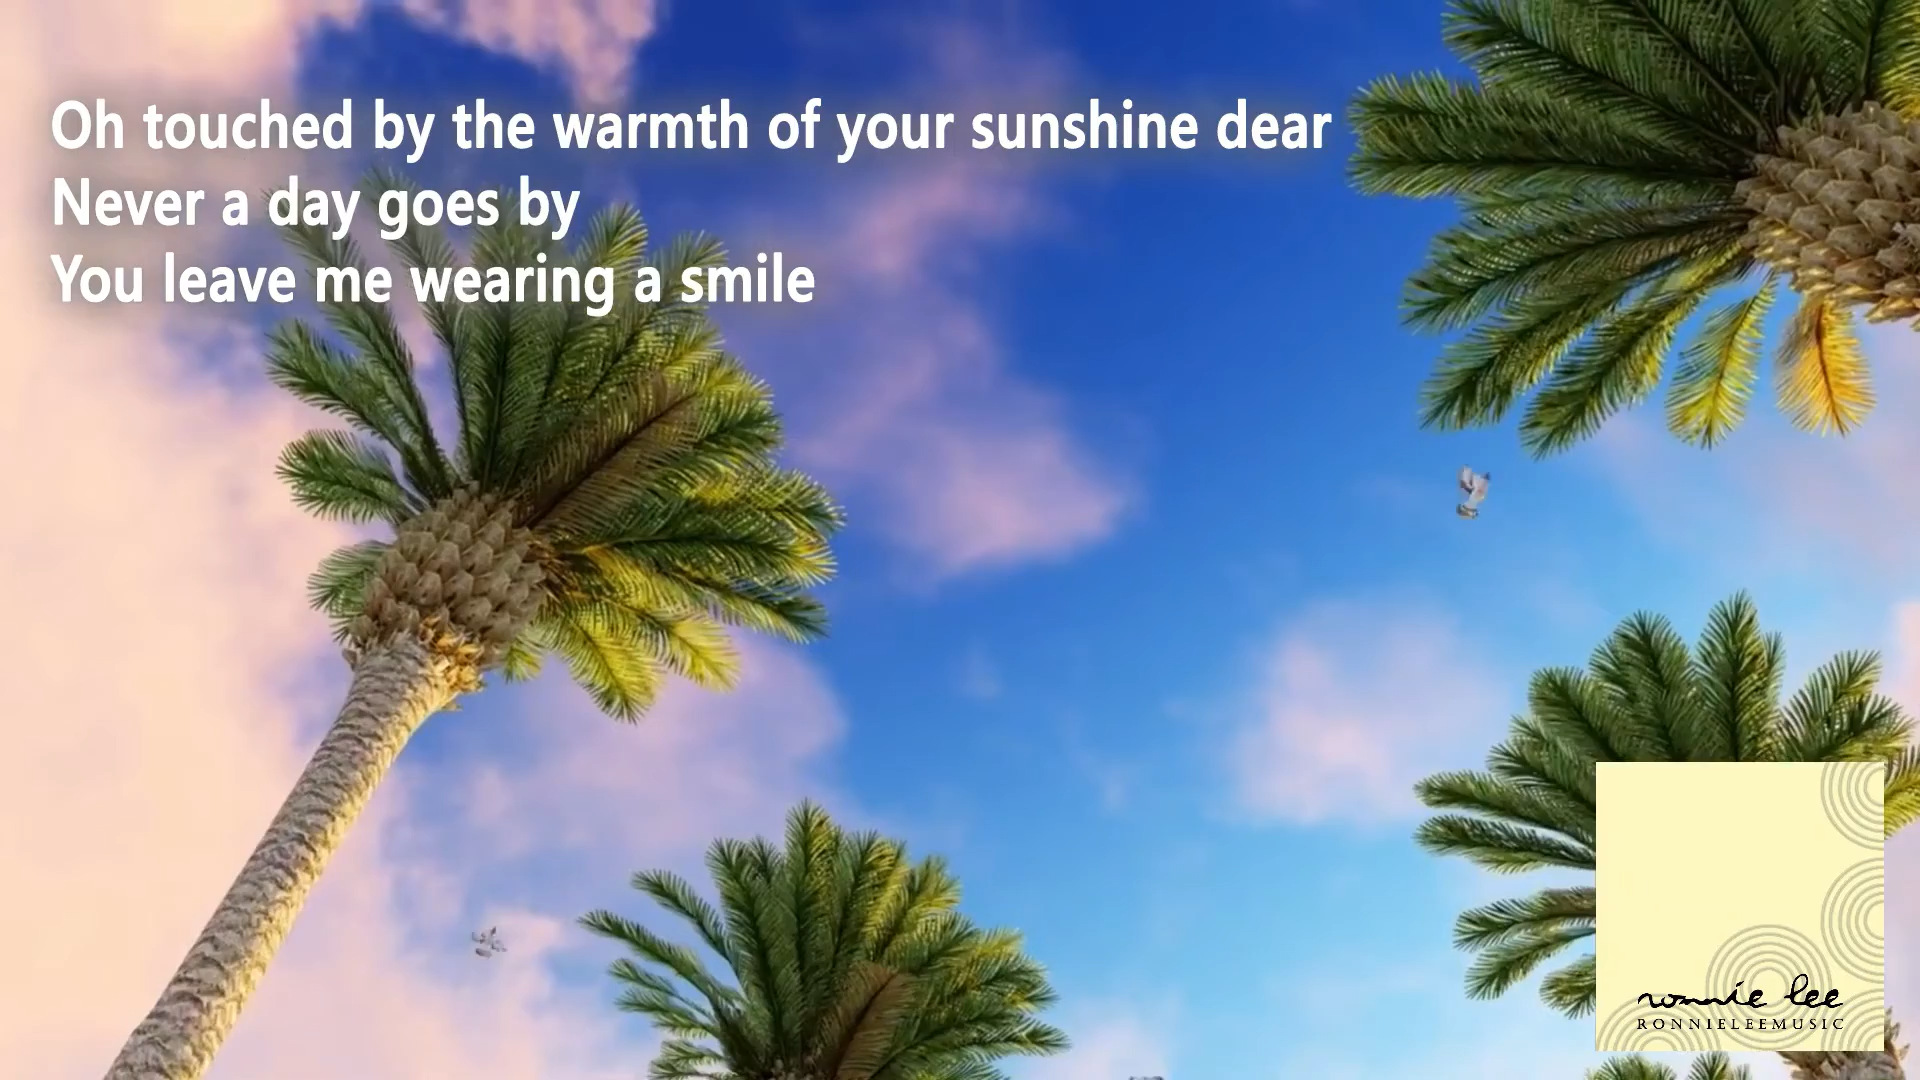 Oh touched by the warmth of your sunshine dear
Never a day goes by
You leave me wearing a smile
ronnie lee
RONNIELEEMUSIC